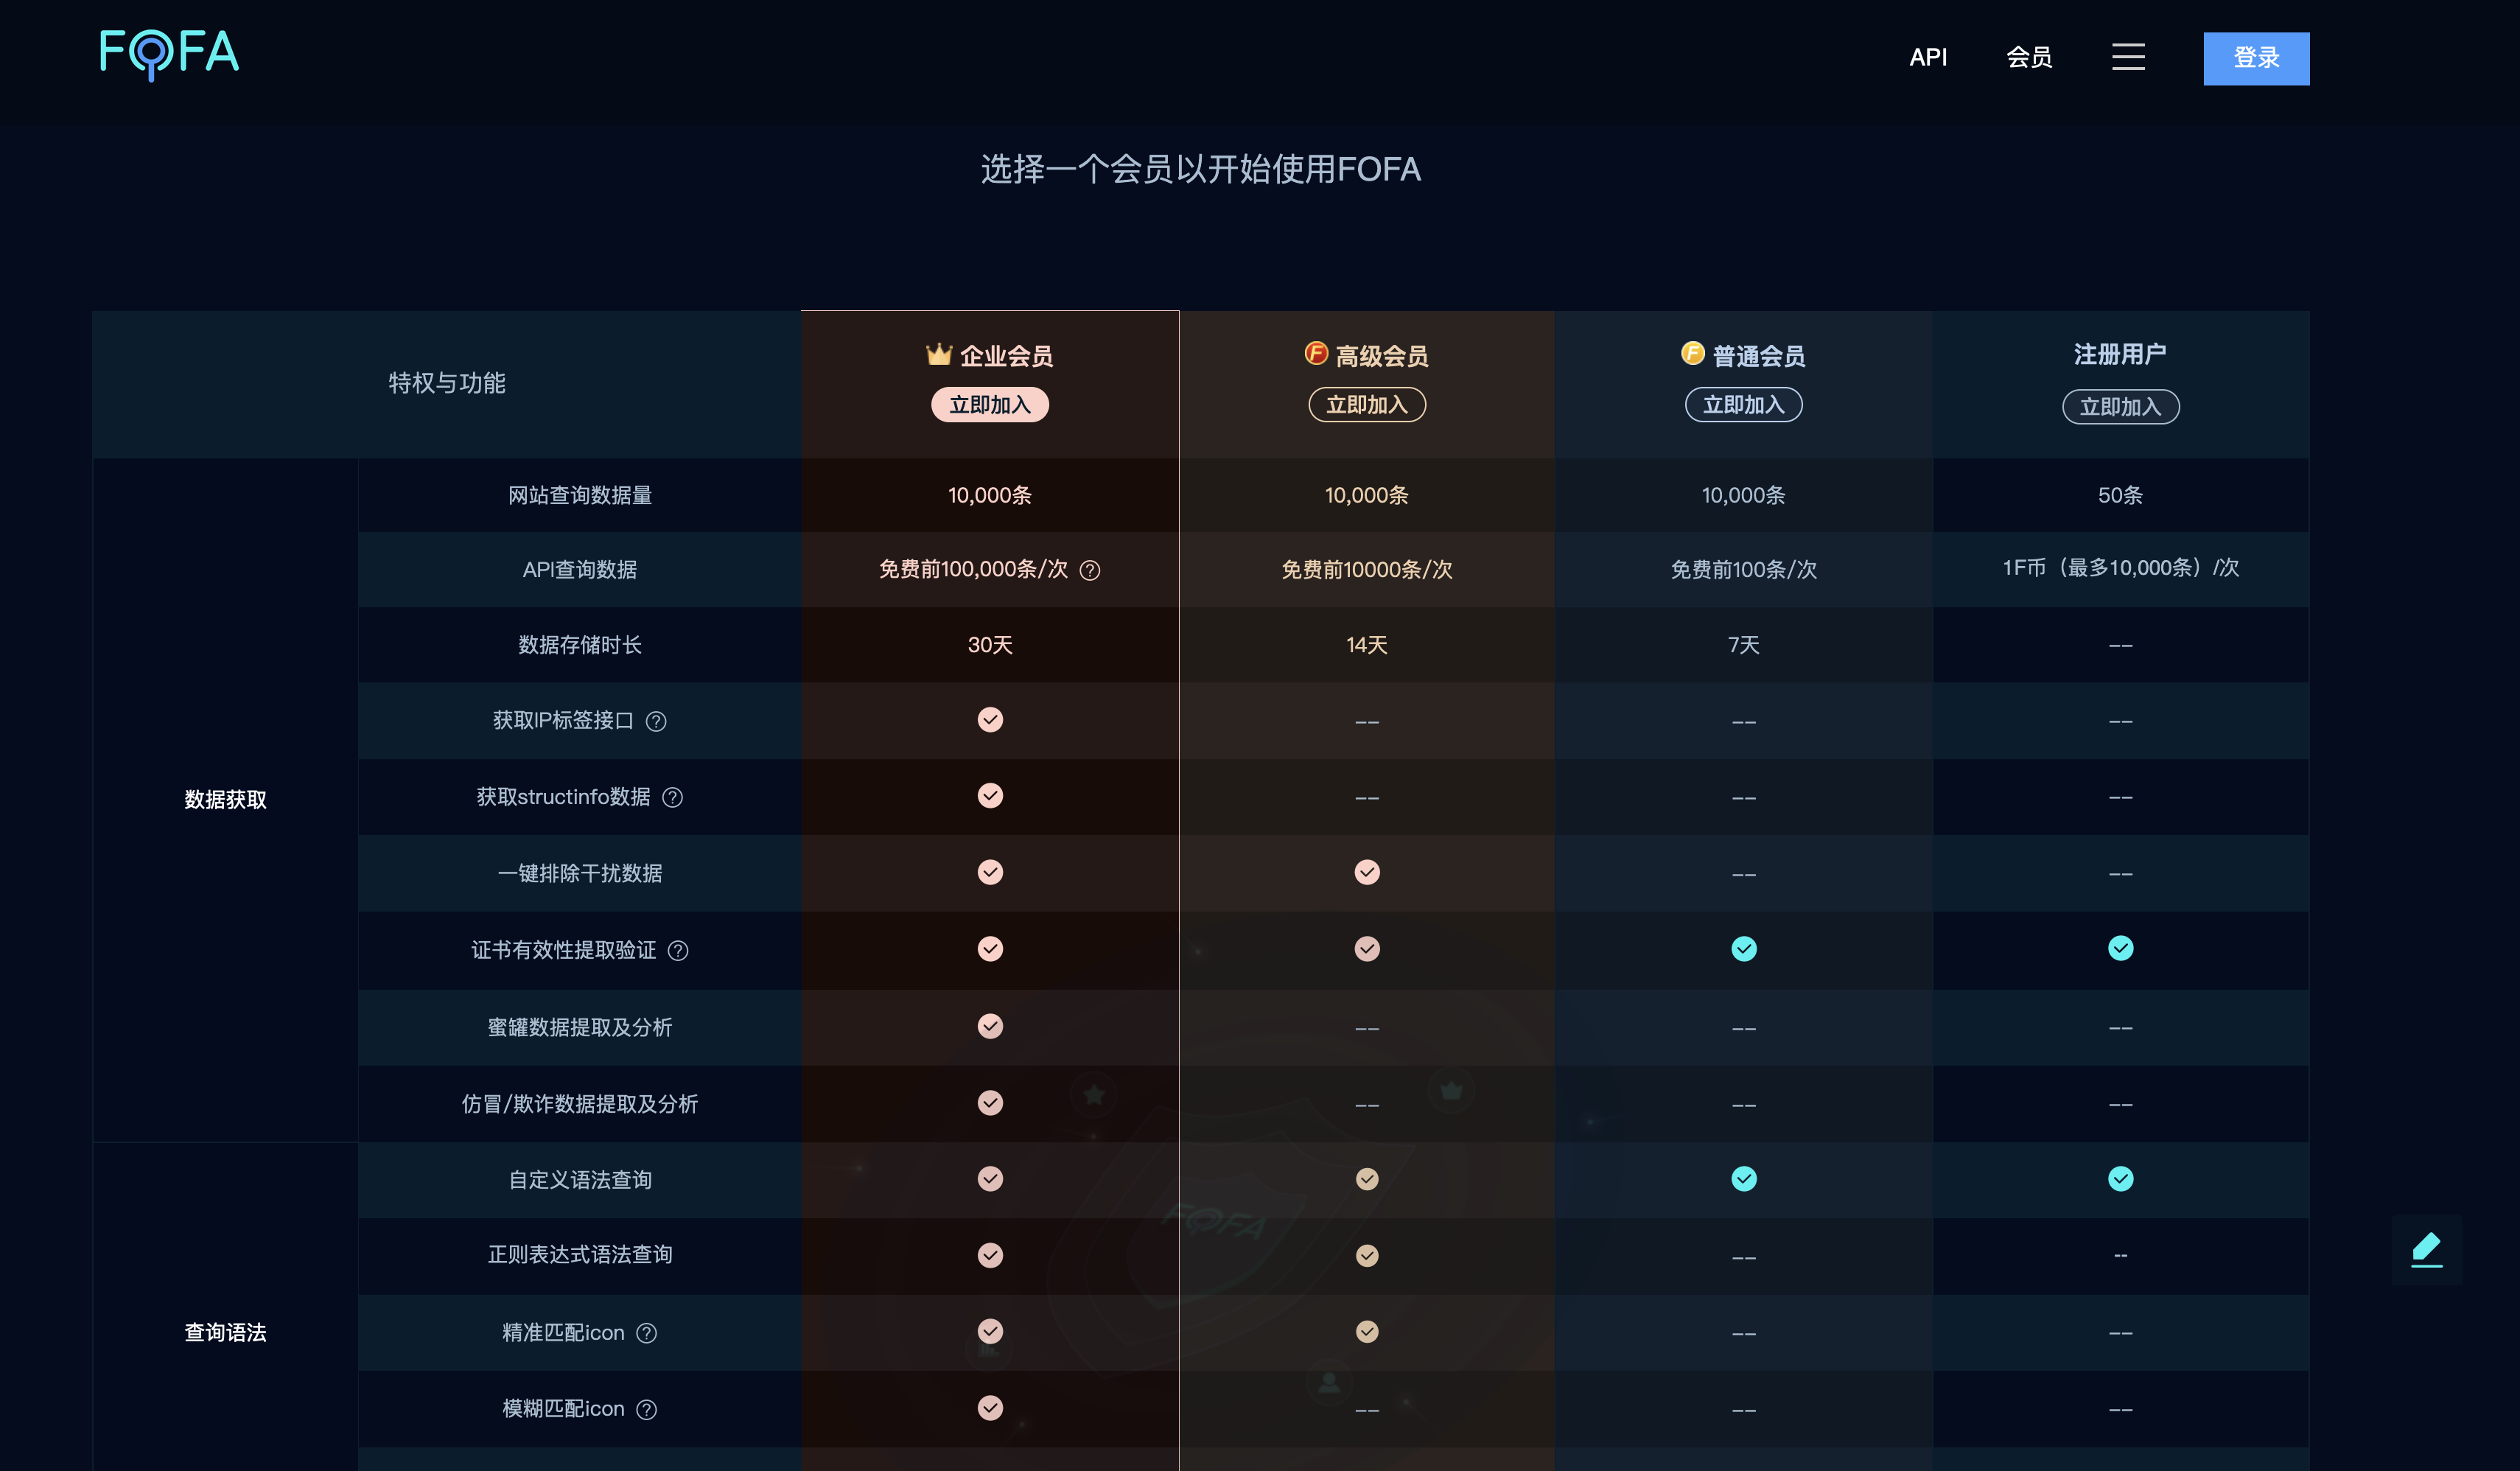 FOFA
API 会员 登录
选择一个会员以开始使用FOFA
特权与功能 企业会员 高级会员 普通会员 注册用户
立即加入 立即加入 立即加入 立即加入
网站查询数据量 10,000条 10,000条 10,000条 50条
API查询数据 免费前100,000条/次 ? 免费前10000条/次 免费前100条/次 1F币（最多10,000条）/次
数据存储时长 30天 14天 7天 --
获取IP标签接口 ? -- -- --
数据获取
获取structinfo数据 ? -- -- --
一键排除干扰数据 -- --
证书有效性提取验证 ?
蜜罐数据提取及分析 -- -- --
仿冒/欺诈数据提取及分析 -- -- --
自定义语法查询
FOFA
正则表达式语法查询 -- --
查询语法
精准匹配icon ? -- --
模糊匹配icon ? -- -- --